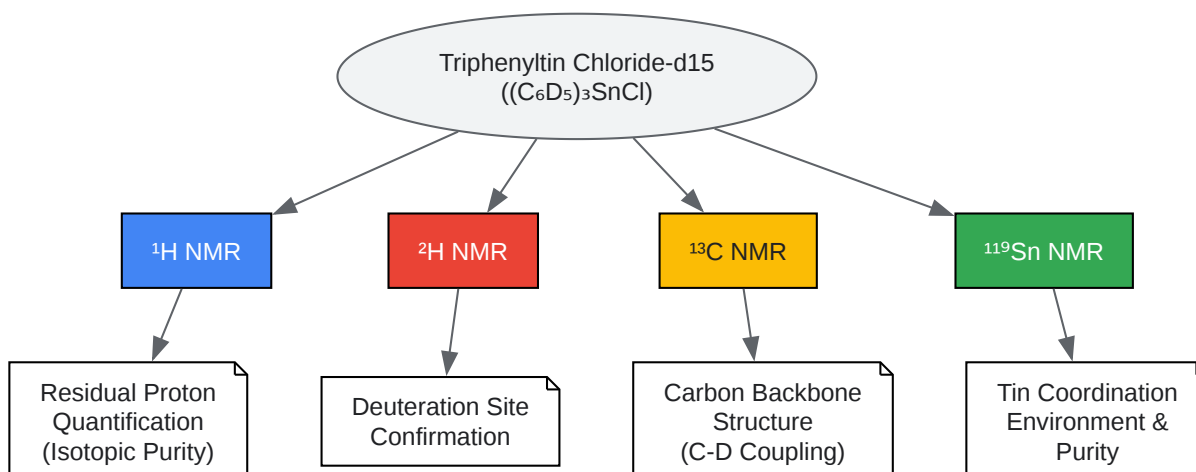 Triphenyltin Chloride-d15
((C₆D₅)₃SnCl)
¹H NMR
²H NMR
¹³C NMR
¹¹⁹Sn NMR
Residual Proton
Quantification
(Isotopic Purity)
Deuteration Site
Confirmation
Carbon Backbone
Structure
(C-D Coupling)
Tin Coordination
Environment &
Purity